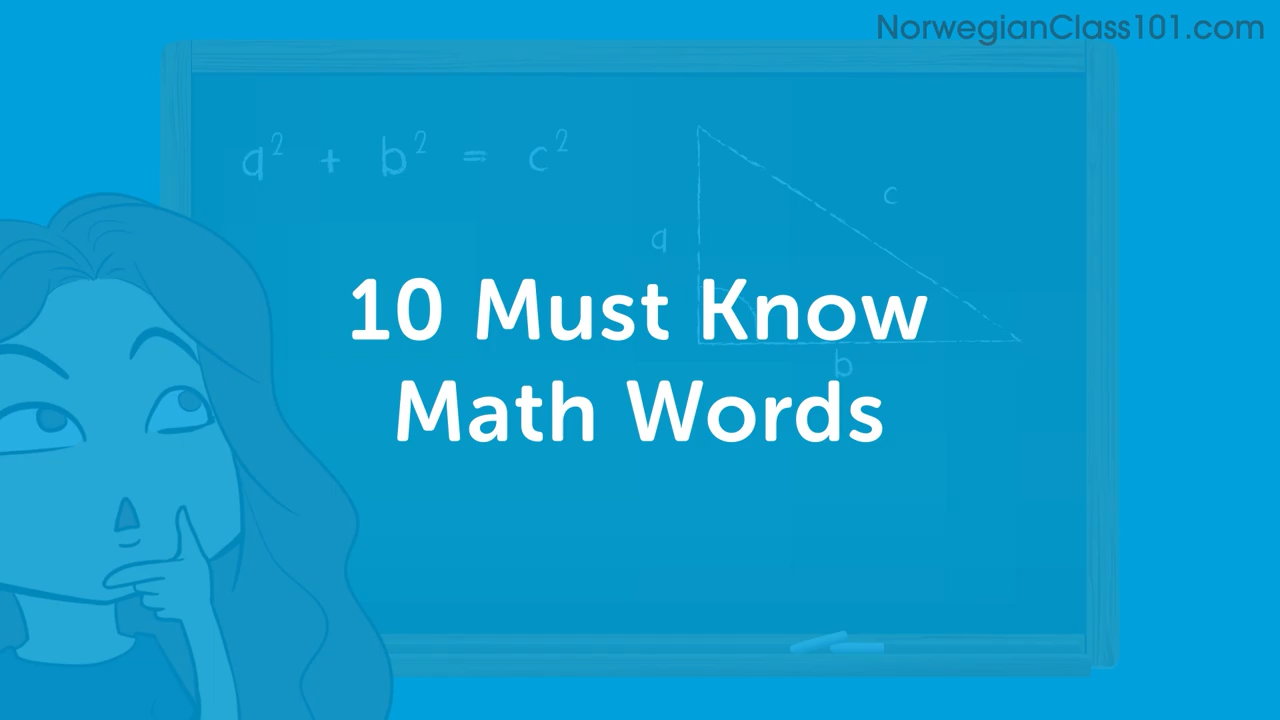 NorwegianClass101.com
a² + b² = c²
c
a
10 Must Know
b
Math Words